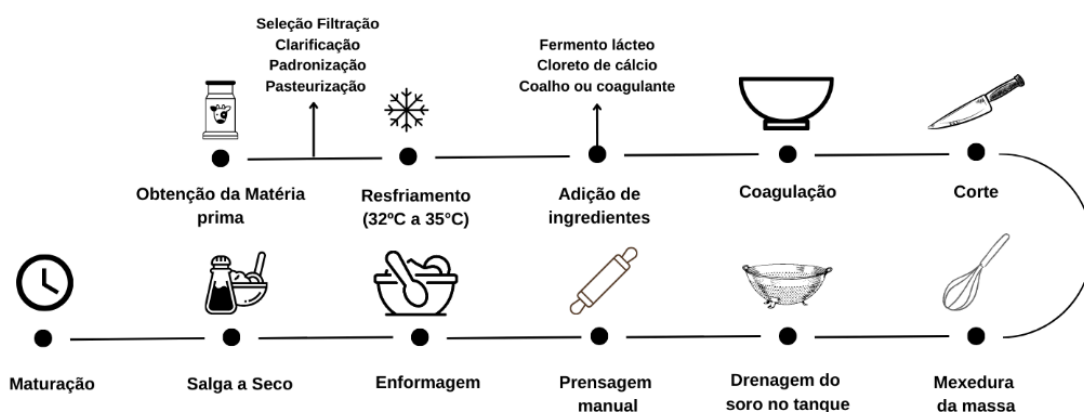 Seleção Filtração
Clarificação
Padronização
Pasteurização
Fermento lácteo
Cloreto de cálcio
Coalho ou coagulante
Obtenção da Matéria
prima
Resfriamento
(32ºC a 35°C)
Adição de
ingredientes
Coagulação
Corte
Maturação
Salga a Seco
Enformagem
Prensagem
manual
Drenagem do
soro no tanque
Mexedura
da massa